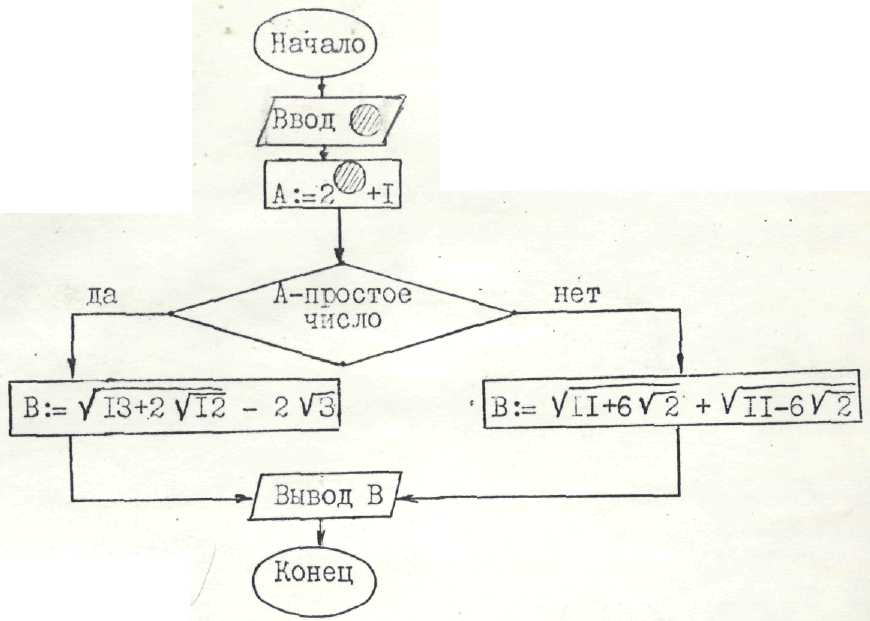 Начало
Ввод
A:=2 +I
А-простое
число
да
нет
B:= √I3+2 √I2 - 2 √3
B:= √II+6√2 + √II-6√2
Вывод В
Конец